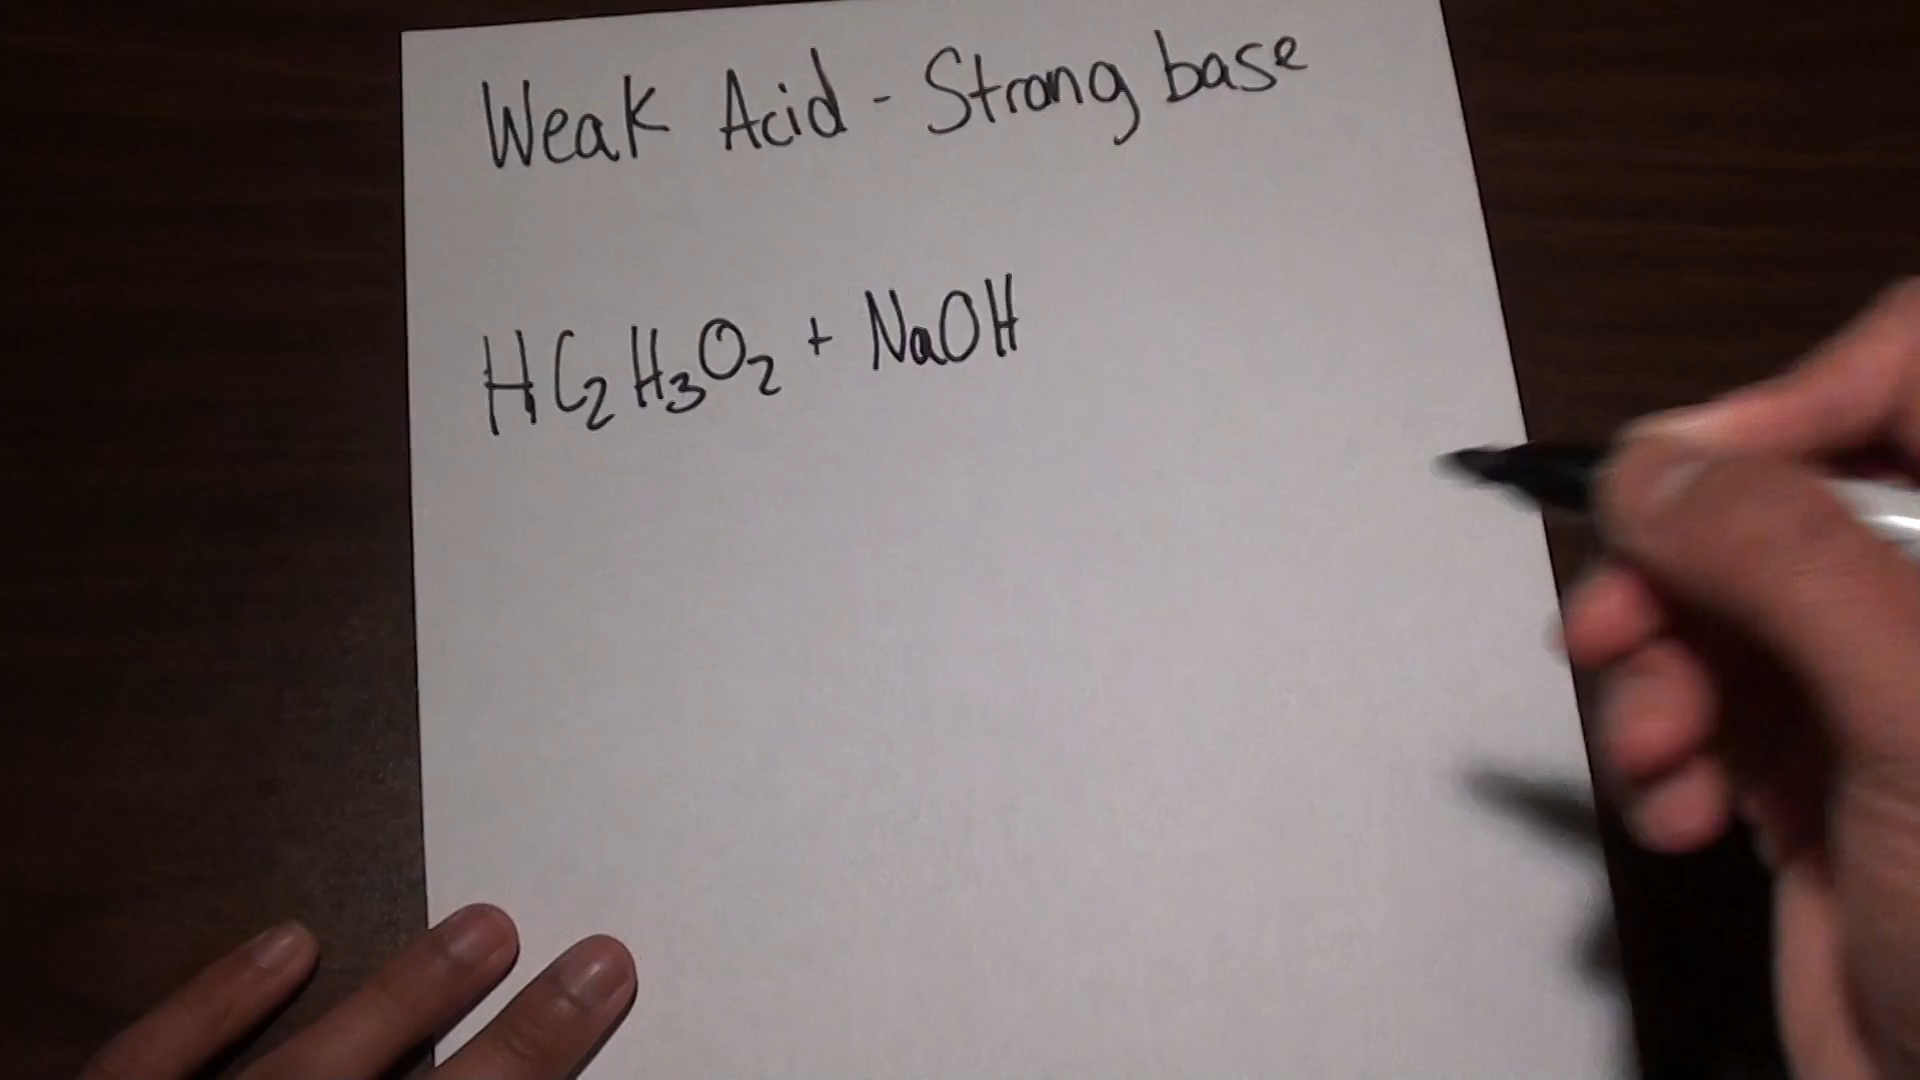 Weak Acid - Strong base
HC₂H₃O₂ + NaOH